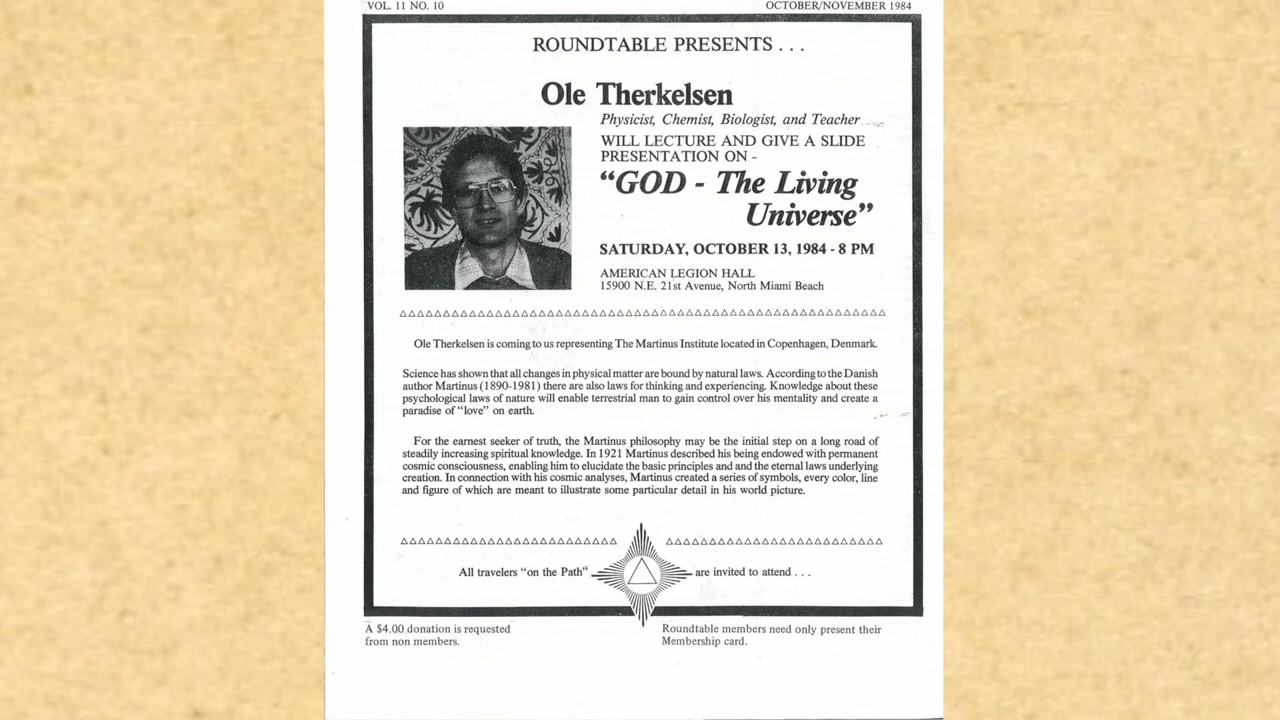 VOL. 11 NO. 10
OCTOBER/NOVEMBER 1984
ROUNDTABLE PRESENTS . . .
Ole Therkelsen
Physicist, Chemist, Biologist, and Teacher
WILL LECTURE AND GIVE A SLIDE
PRESENTATION ON -
“GOD - The Living
Universe”
SATURDAY, OCTOBER 13, 1984 - 8 PM
AMERICAN LEGION HALL
15900 N.E. 21st Avenue, North Miami Beach
Ole Therkelsen is coming to us representing The Martinus Institute located in Copenhagen, Denmark.
Science has shown that all changes in physical matter are bound by natural laws. According to the Danish
author Martinus (1890-1981) there are also laws for thinking and experiencing. Knowledge about these
psychological laws of nature will enable terrestrial man to gain control over his mentality and create a
paradise of “love” on earth.
For the earnest seeker of truth, the Martinus philosophy may be the initial step on a long road of
steadily increasing spiritual knowledge. In 1921 Martinus described his being endowed with permanent
cosmic consciousness, enabling him to elucidate the basic principles and and the eternal laws underlying
creation. In connection with his cosmic analyses, Martinus created a series of symbols, every color, line
and figure of which are meant to illustrate some particular detail in his world picture.
All travelers “on the Path” are invited to attend . . .
A $4.00 donation is requested
from non members.
Roundtable members need only present their
Membership card.